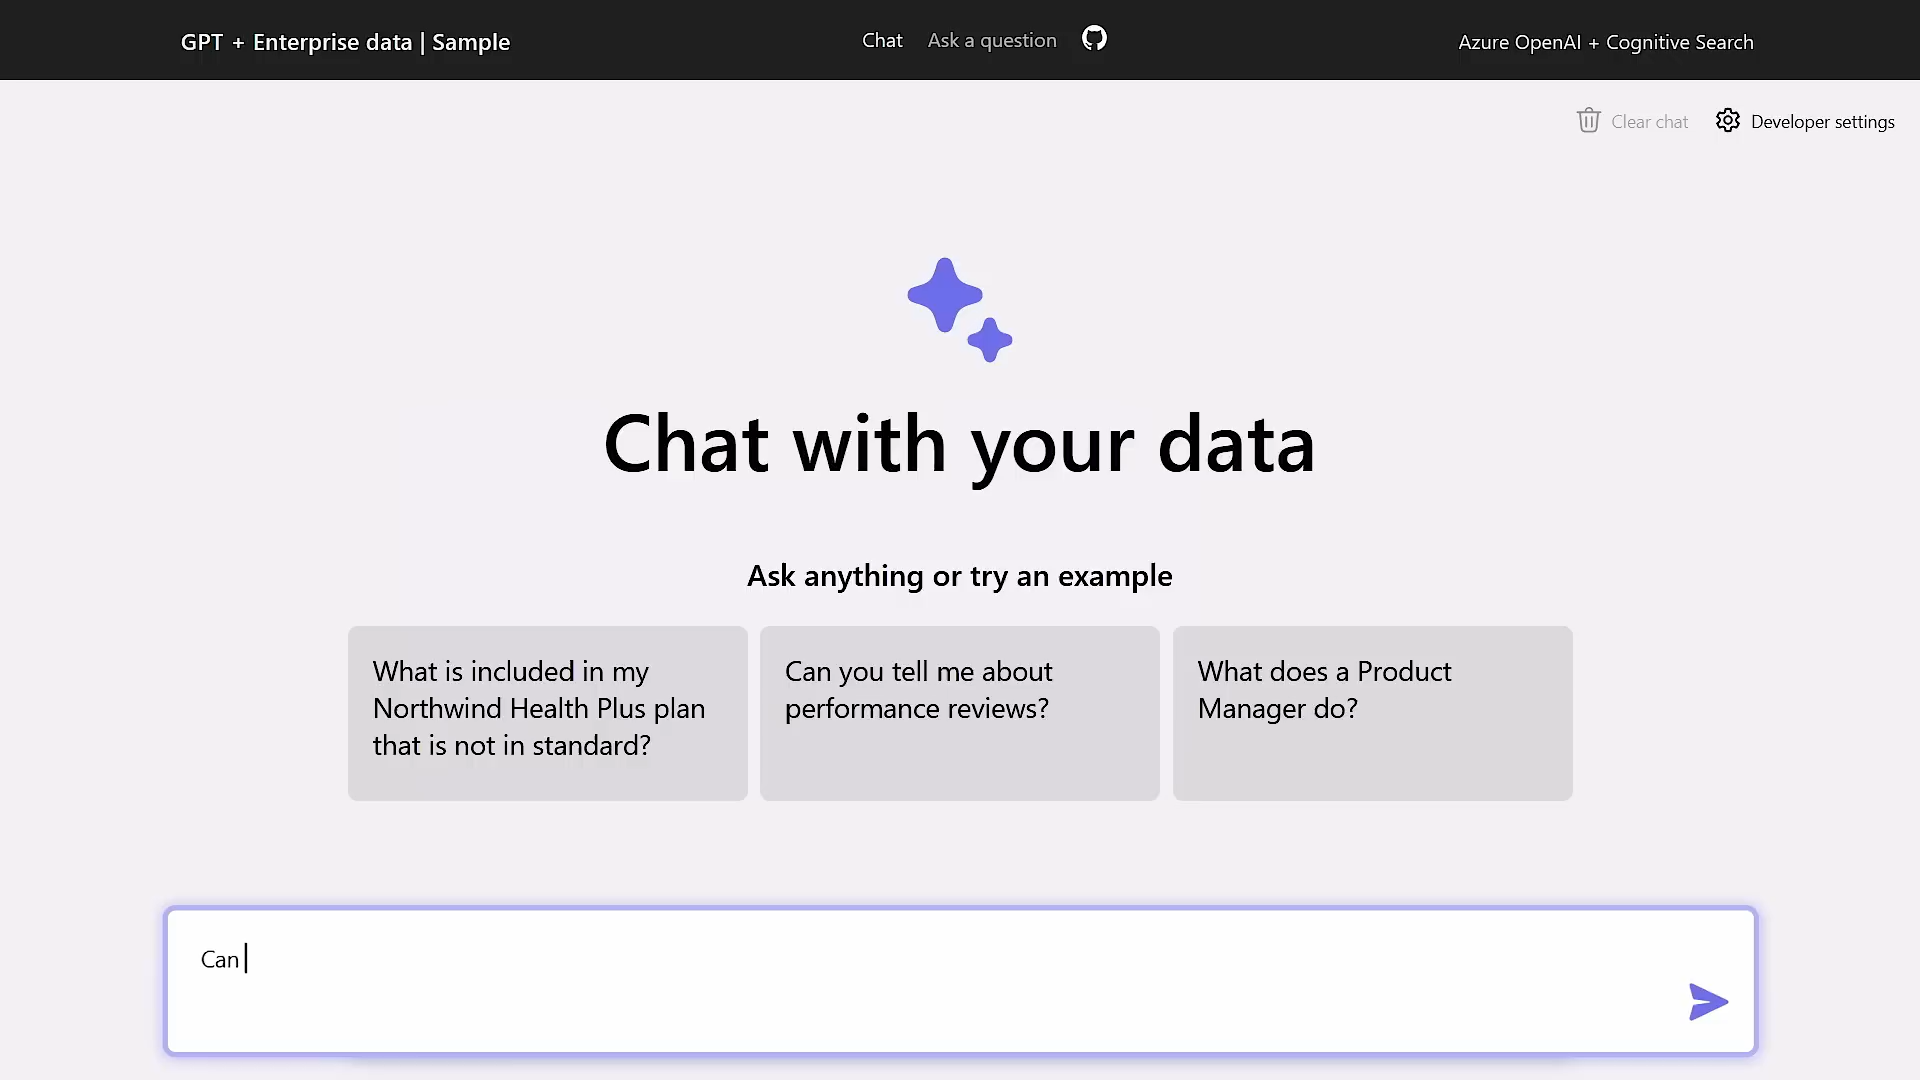 GPT + Enterprise data | Sample
Chat
Ask a question
Azure OpenAI + Cognitive Search
Clear chat
Developer settings
Chat with your data
Ask anything or try an example
What is included in my
Northwind Health Plus plan
that is not in standard?
Can you tell me about
performance reviews?
What does a Product
Manager do?
Can